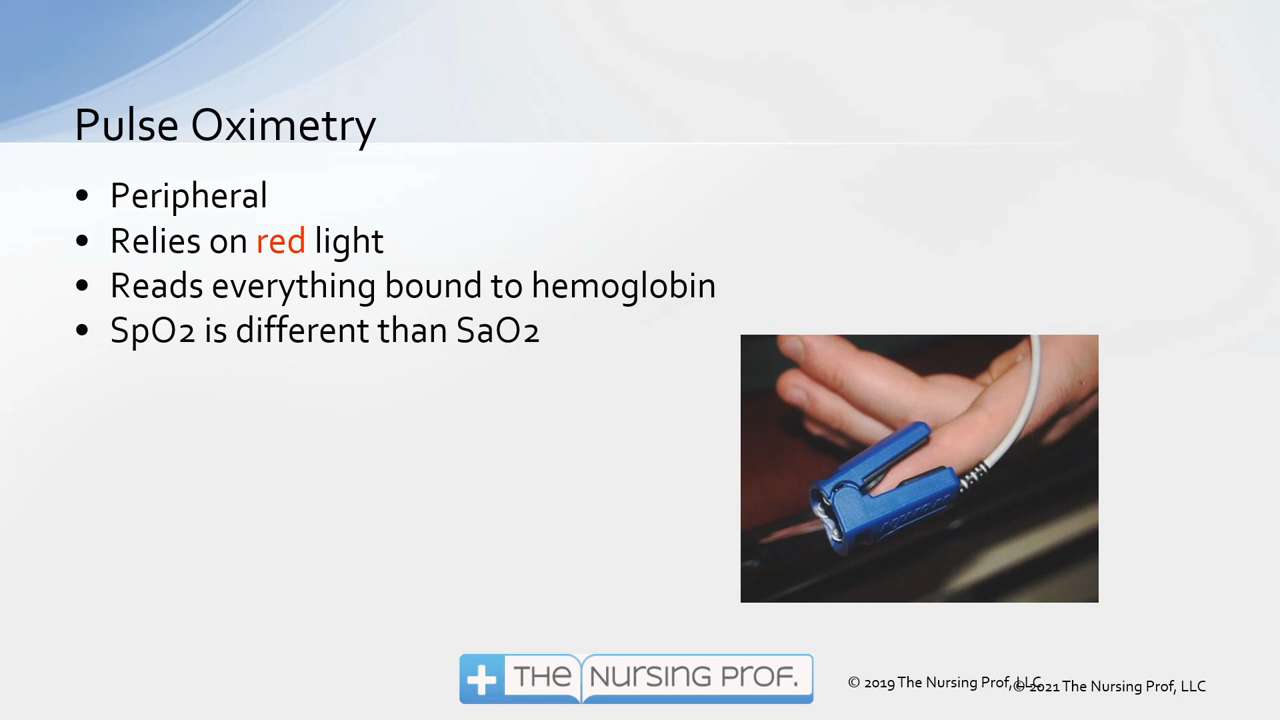 Pulse Oximetry
• Peripheral
• Relies on red light
• Reads everything bound to hemoglobin
• SpO2 is different than SaO2
THE NURSING PROF.
© 2019 The Nursing Prof, LLC
© 2021 The Nursing Prof, LLC